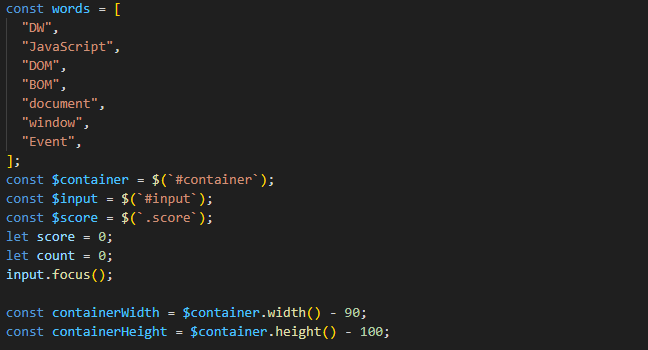 const words = [
  "DW",
  "JavaScript",
  "DOM",
  "BOM",
  "document",
  "window",
  "Event",
];
const $container = $(`#container`);
const $input = $(`#input`);
const $score = $(`.score`);
let score = 0;
let count = 0;
input.focus();

const containerWidth = $container.width() - 90;
const containerHeight = $container.height() - 100;